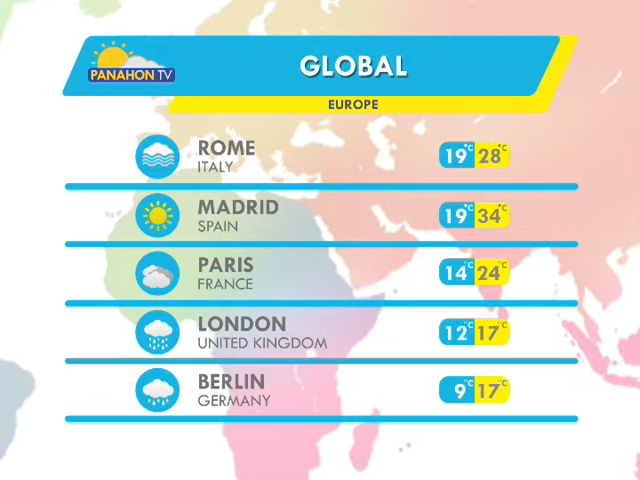 PANAHON TV
GLOBAL
EUROPE
ROME
ITALY
19°C 28°C
MADRID
SPAIN
19°C 34°C
PARIS
FRANCE
14°C 24°C
LONDON
UNITED KINGDOM
12°C 17°C
BERLIN
GERMANY
9°C 17°C